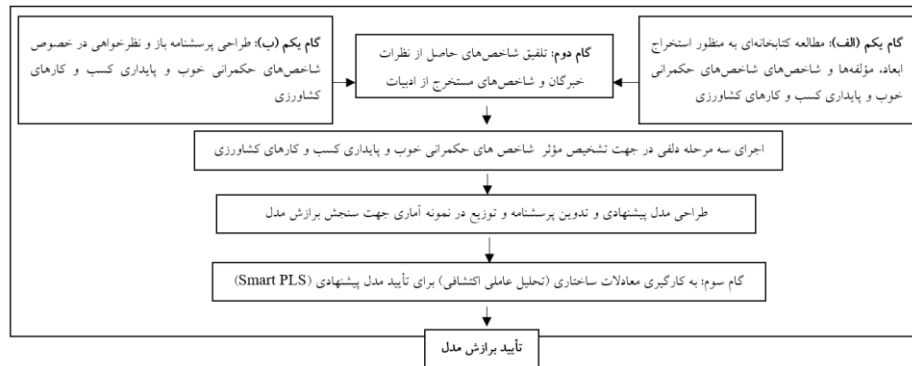 گام یکم (الف): مطالعه کتابخانه‌ای به منظور استخراج
ابعاد، مؤلفه‌ها و شاخص‌های شاخص‌های حکمرانی
خوب و پایداری کسب و کارهای کشاورزی
گام دوم: تلفیق شاخص‌های حاصل از نظرات
خبرگان و شاخص‌های مستخرج از ادبیات
گام یکم (ب): طراحی پرسشنامه باز و نظرخواهی در خصوص
شاخص‌های حکمرانی خوب و پایداری کسب و کارهای
کشاورزی
اجرای سه مرحله دلفی در جهت تشخیص مؤثر شاخص های حکمرانی خوب و پایداری کسب و کارهای کشاورزی
طراحی مدل پیشنهادی و تدوین پرسشنامه و توزیع در نمونه آماری جهت سنجش برازش مدل
گام سوم: به کارگیری معادلات ساختاری (تحلیل عاملی اکتشافی) برای تأیید مدل پیشنهادی (Smart PLS)
تأیید برازش مدل